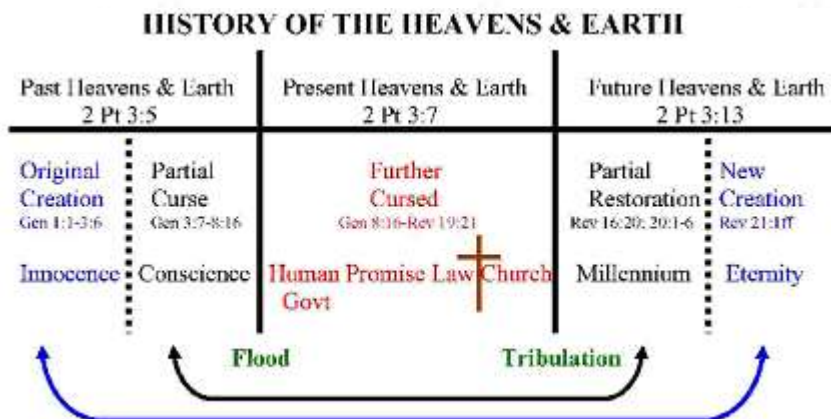 HISTORY OF THE HEAVENS & EARTH
Past Heavens & Earth
2 Pt 3:5
Present Heavens & Earth
2 Pt 3:7
Future Heavens & Earth
2 Pt 3:13
Original
Creation
Gen 1:1-3:6
Partial
Curse
Gen 3:7-8:16
Further
Cursed
Gen 8:16-Rev 19:21
Partial
Restoration
Rev 16:20; 20:1-6
New
Creation
Rev 21:1ff
Innocence
Conscience
Human Promise Law Church
Govt
Millennium
Eternity
Flood
Tribulation